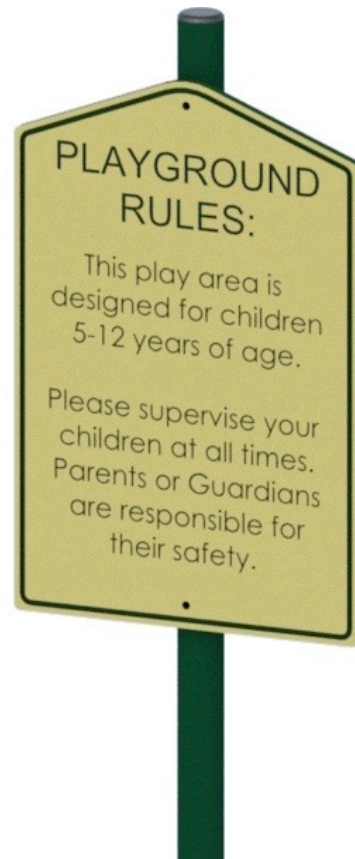 PLAYGROUND
RULES:
This play area is
designed for children
5-12 years of age.
Please supervise your
children at all times.
Parents or Guardians
are responsible for
their safety.